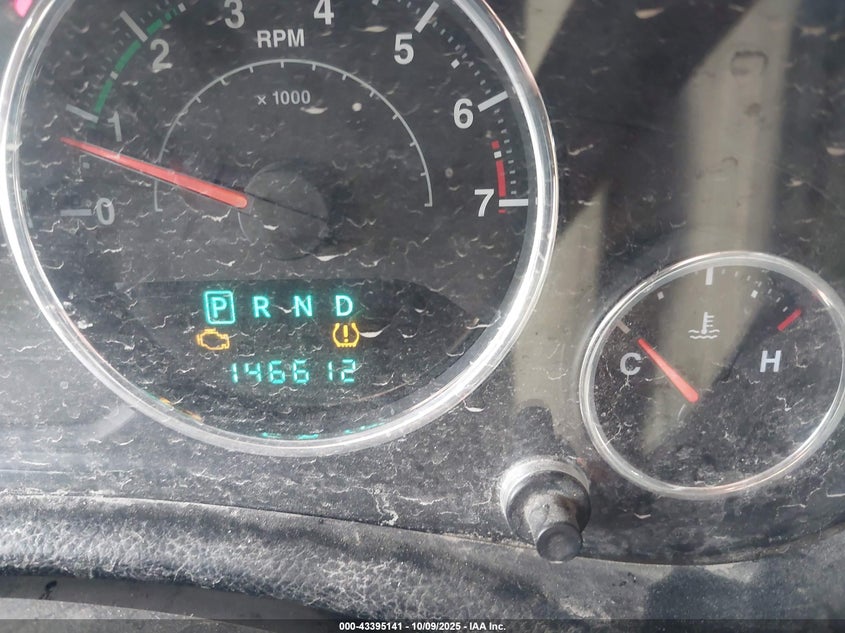 0 1 2 3 4 5 6 7
RPM
x 1000
P R N D
146612
C H
000-43395141 - 10/09/2025 - IAA Inc.